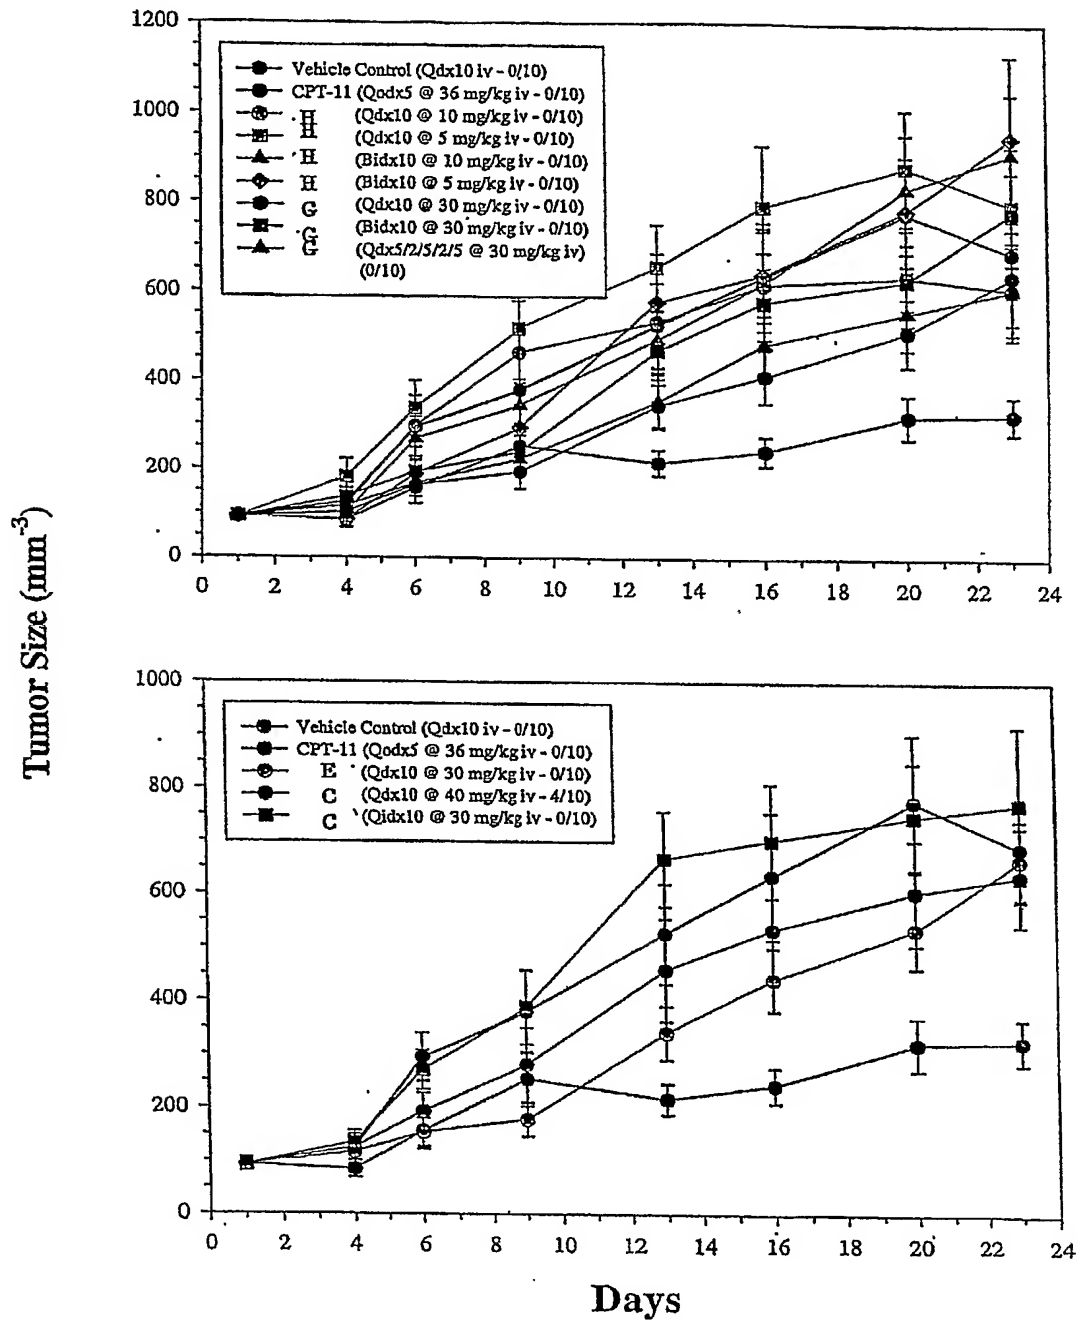 1200
1000
800
600
400
200
0
Vehicle Control (Qdx10 iv - 0/10)
CPT-11 (Qodx5 @ 36 mg/kg iv - 0/10)
H (Qdx10 @ 10 mg/kg iv - 0/10)
H (Qdx10 @ 5 mg/kg iv - 0/10)
H (Bidx10 @ 10 mg/kg iv - 0/10)
H (Bidx10 @ 5 mg/kg iv - 0/10)
G (Qdx10 @ 30 mg/kg iv - 0/10)
G (Bidx10 @ 30 mg/kg iv - 0/10)
G (Qdx5/2/5/2/5 @ 30 mg/kg iv)
(0/10)
0 2 4 6 8 10 12 14 16 18 20 22 24
Tumor Size (mm-3)
1000
800
600
400
200
0
Vehicle Control (Qdx10 iv - 0/10)
CPT-11 (Qodx5 @ 36 mg/kg iv - 0/10)
E (Qdx10 @ 30 mg/kg iv - 0/10)
C (Qdx10 @ 40 mg/kg iv - 4/10)
C (Qidx10 @ 30 mg/kg iv - 0/10)
0 2 4 6 8 10 12 14 16 18 20 22 24
Days